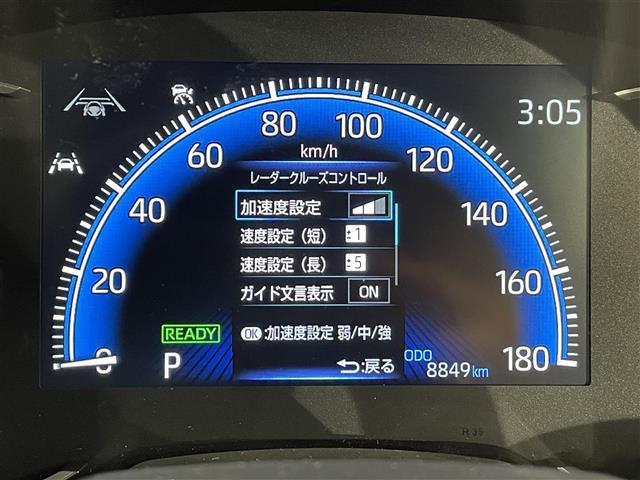 3:05
80 100
km/h
60 120
レーダークルーズコントロール
加速度設定
40 140
速度設定（短） ±1
速度設定（長） ±5
20 160
ガイド文言表示 ON
READY
OK:加速度設定 弱/中/強
0 P :戻る ODO 180
8849km
R 39